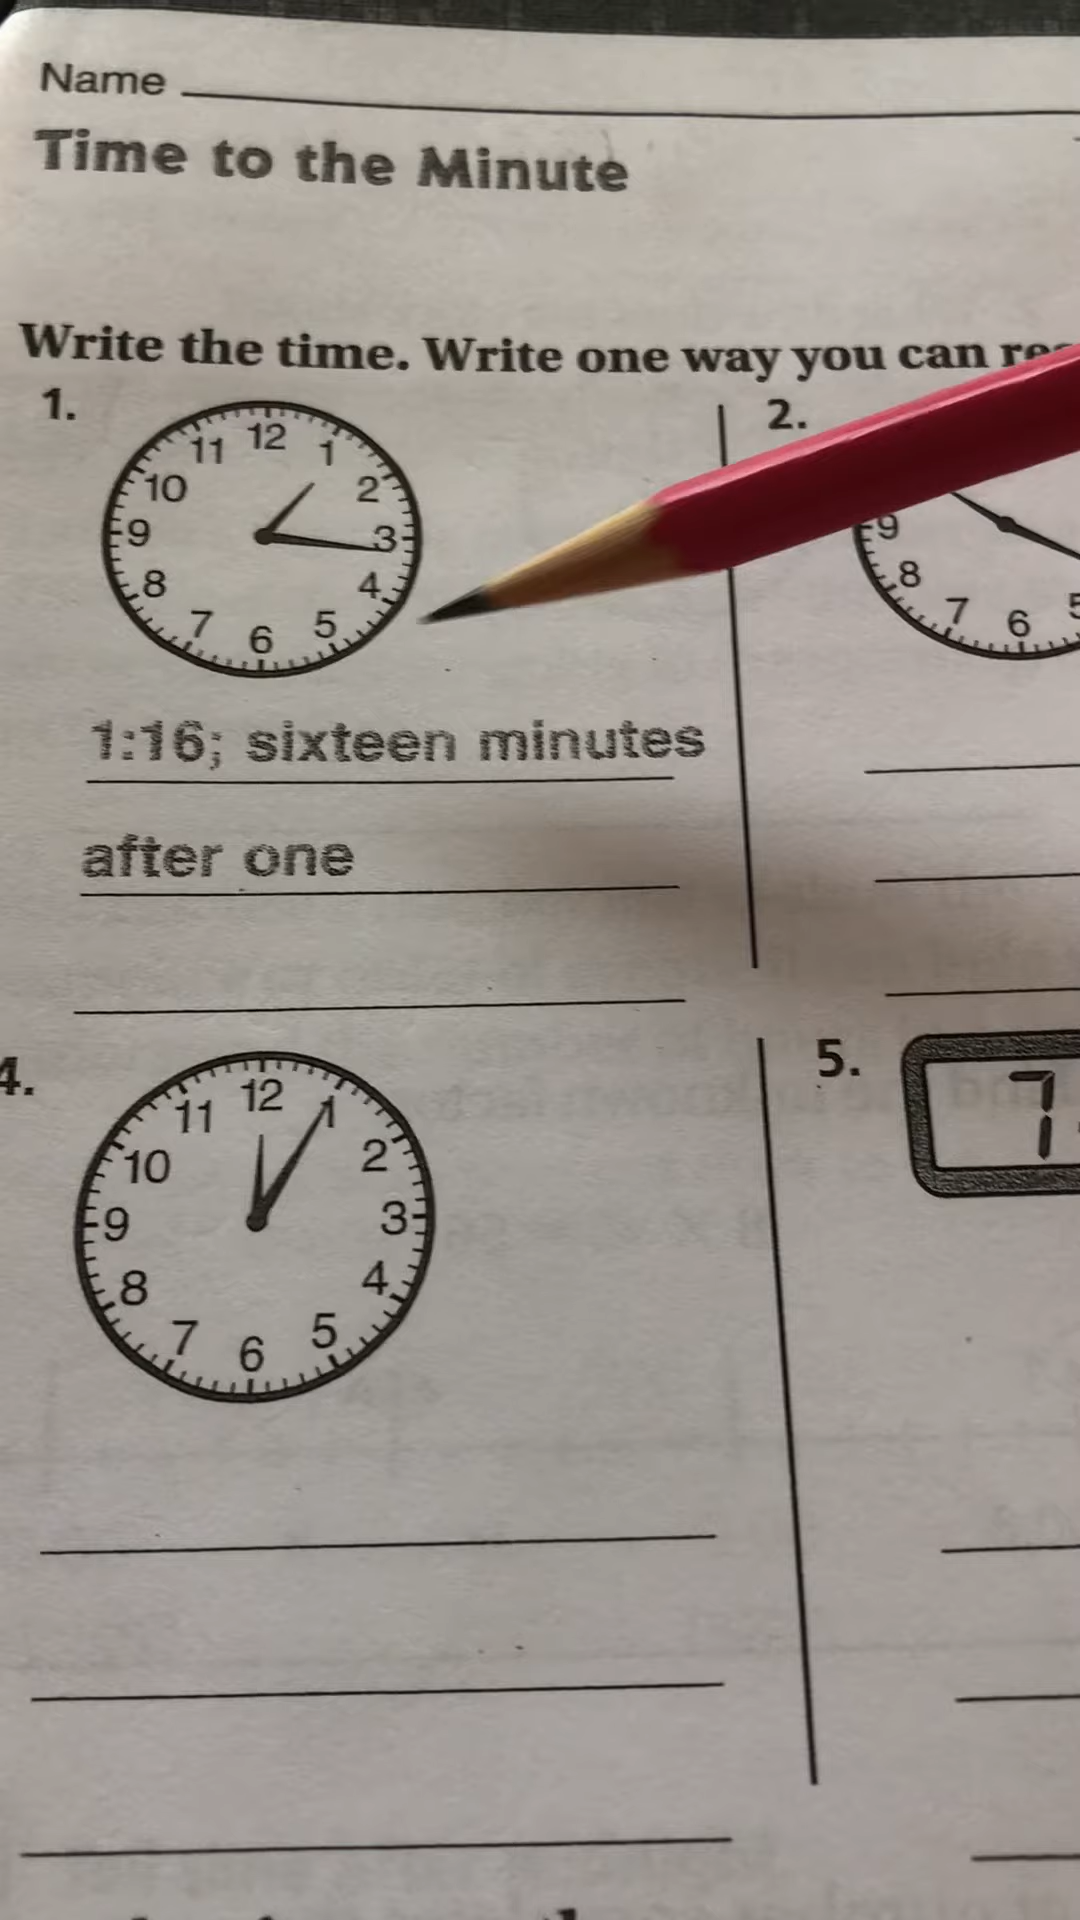 Name
Time to the Minute
Write the time. Write one way you can
1.
11 12 1
10 2
9 3
8 4
7 6 5
1:16; sixteen minutes
after one
2.
9
8
7 6 5
4.
11 12 1
10 2
9 3
8 4
7 6 5
5.
7